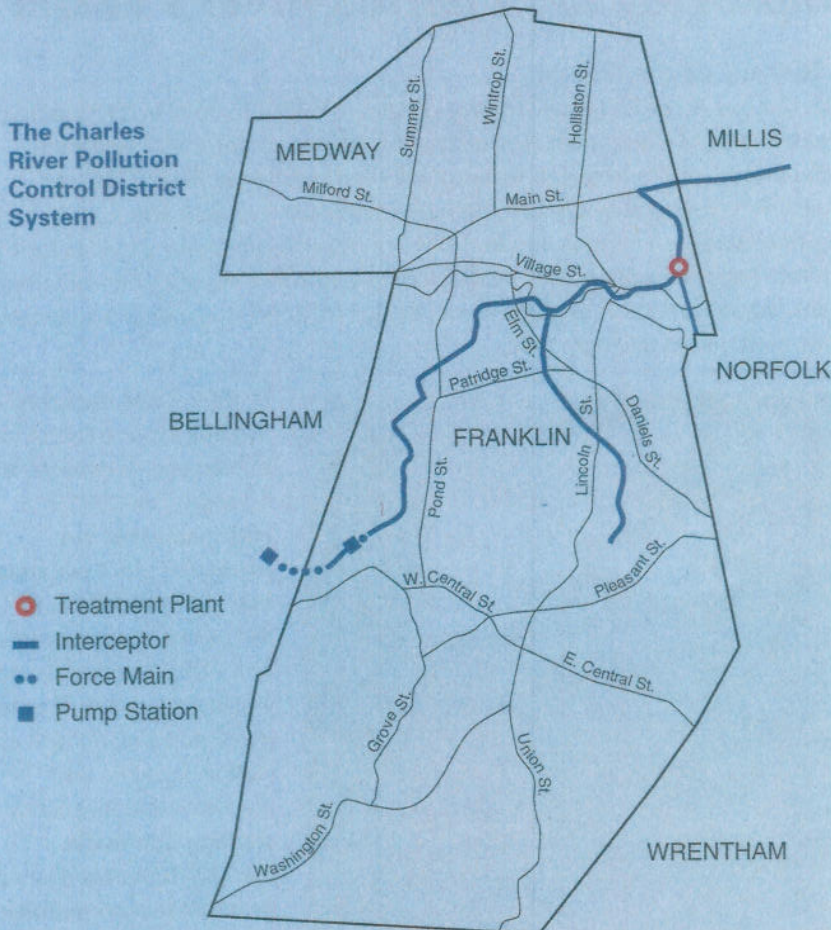 The Charles
River Pollution
Control District
System
MEDWAY
MILLIS
Summer St.
Wintrop St.
Holliston St.
Milford St.
Main St.
Village St.
Elm St.
Patridge St.
NORFOLK
BELLINGHAM
FRANKLIN
Daniels St.
Lincoln St.
Pond St.
W. Central St.
Pleasant St.
Treatment Plant
Interceptor
Force Main
Pump Station
E. Central St.
Grove St.
Union St.
Washington St.
WRENTHAM